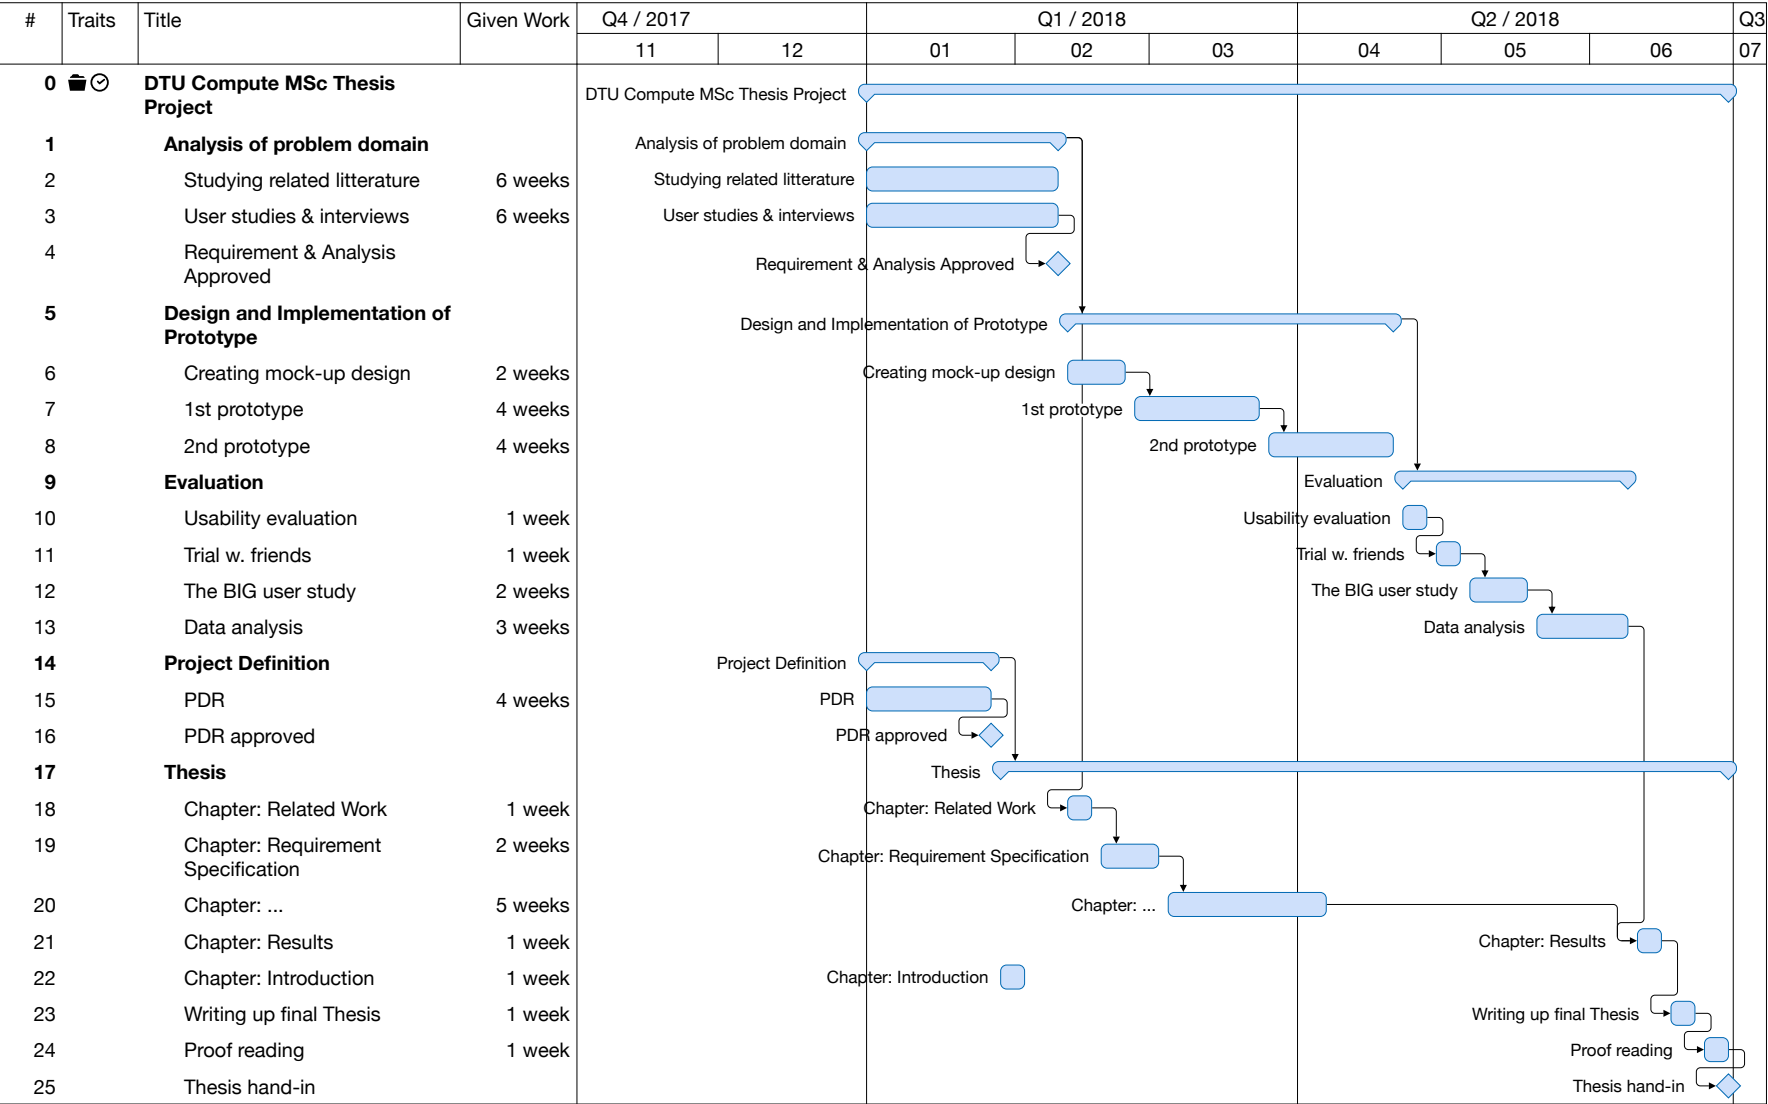 # Traits Title Given Work Q4 / 2017 Q1 / 2018 Q2 / 2018 Q3
11 12 01 02 03 04 05 06 07
0 DTU Compute MSc Thesis
Project
DTU Compute MSc Thesis Project
1 Analysis of problem domain Analysis of problem domain
2 Studying related litterature 6 weeks Studying related litterature
3 User studies & interviews 6 weeks User studies & interviews
4 Requirement & Analysis
Approved
Requirement & Analysis Approved
5 Design and Implementation of
Prototype
Design and Implementation of Prototype
6 Creating mock-up design 2 weeks Creating mock-up design
7 1st prototype 4 weeks 1st prototype
8 2nd prototype 4 weeks 2nd prototype
9 Evaluation Evaluation
10 Usability evaluation 1 week Usability evaluation
11 Trial w. friends 1 week Trial w. friends
12 The BIG user study 2 weeks The BIG user study
13 Data analysis 3 weeks Data analysis
14 Project Definition Project Definition
15 PDR 4 weeks PDR
16 PDR approved PDR approved
17 Thesis Thesis
18 Chapter: Related Work 1 week Chapter: Related Work
19 Chapter: Requirement 2 weeks
Specification
Chapter: Requirement Specification
20 Chapter: ... 5 weeks Chapter: ...
21 Chapter: Results 1 week Chapter: Results
22 Chapter: Introduction 1 week Chapter: Introduction
23 Writing up final Thesis 1 week Writing up final Thesis
24 Proof reading 1 week Proof reading
25 Thesis hand-in Thesis hand-in